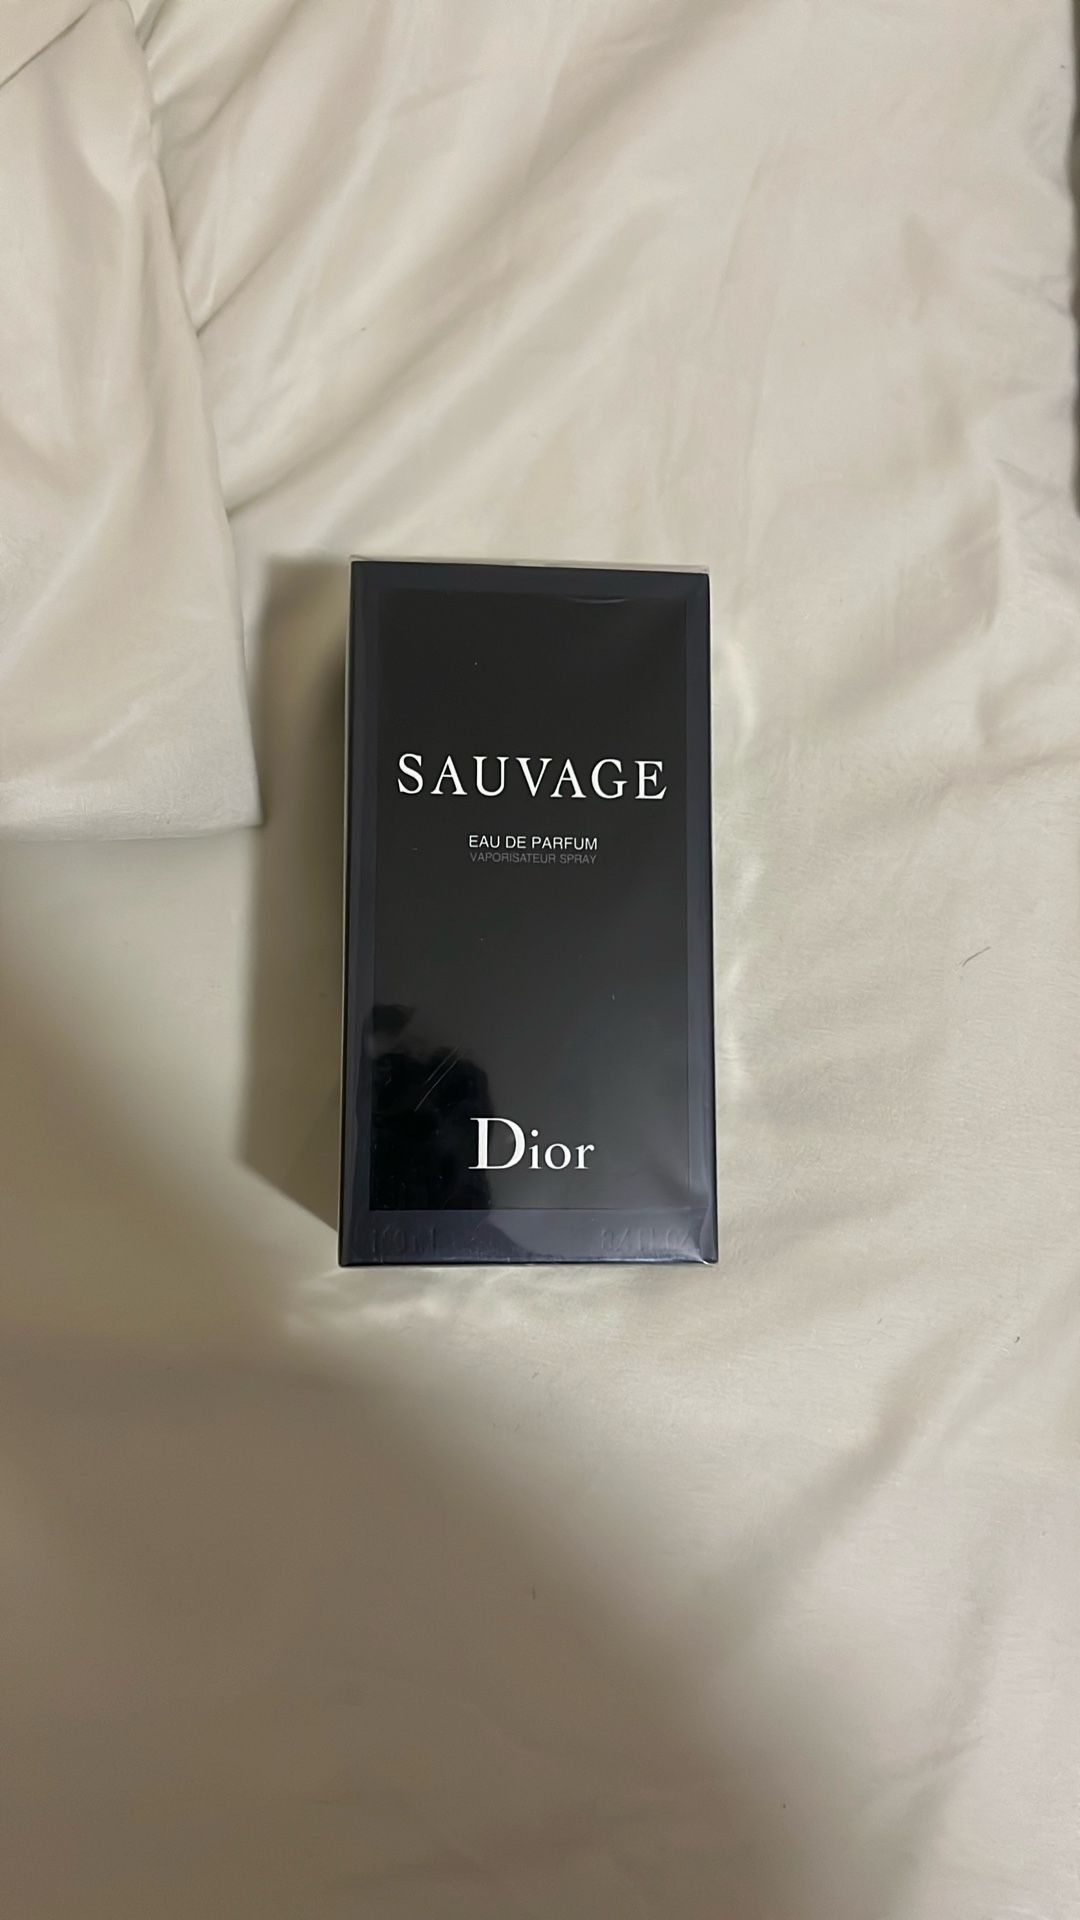 SAUVAGE
EAU DE PARFUM
VAPORISATEUR SPRAY
Dior